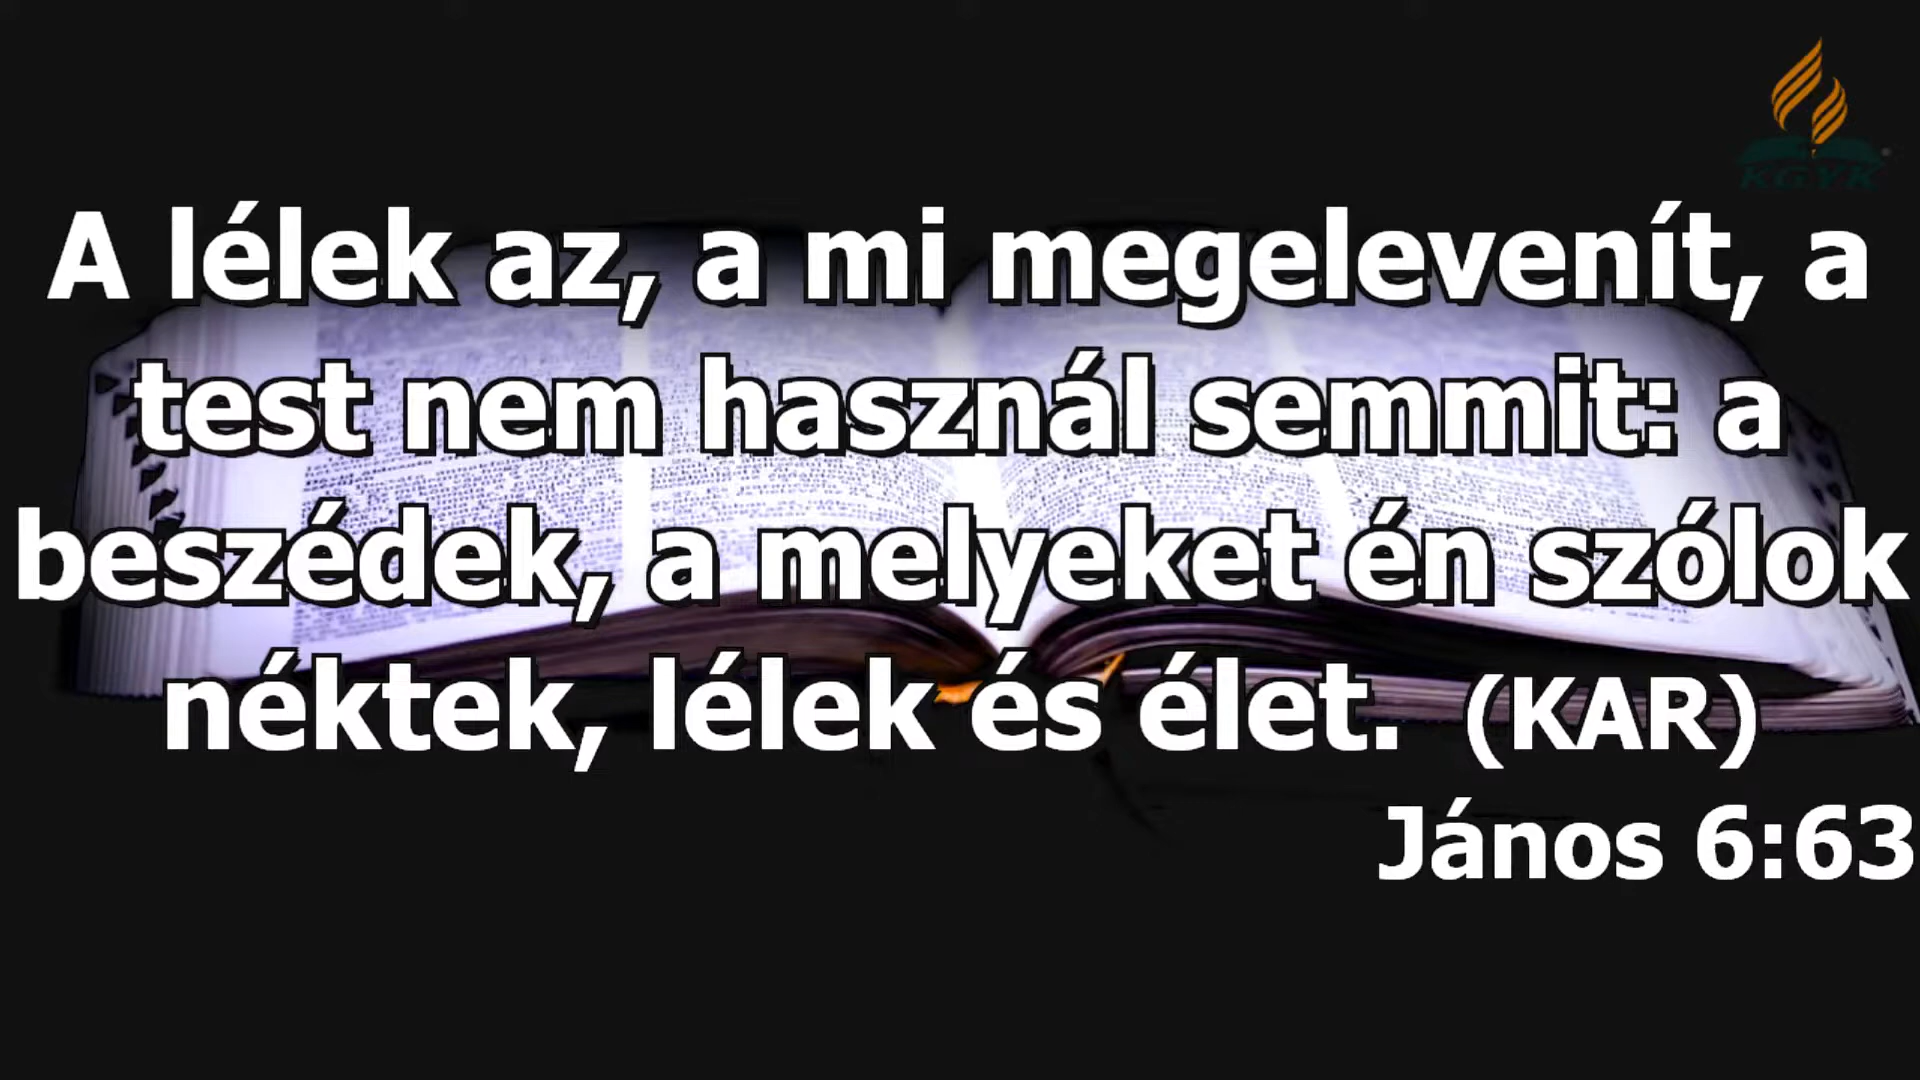 KGYK
A lélek az, a mi megelevenít, a
test nem használ semmit: a
beszédek, a melyeket én szólok
néktek, lélek és élet. (KAR)
János 6:63